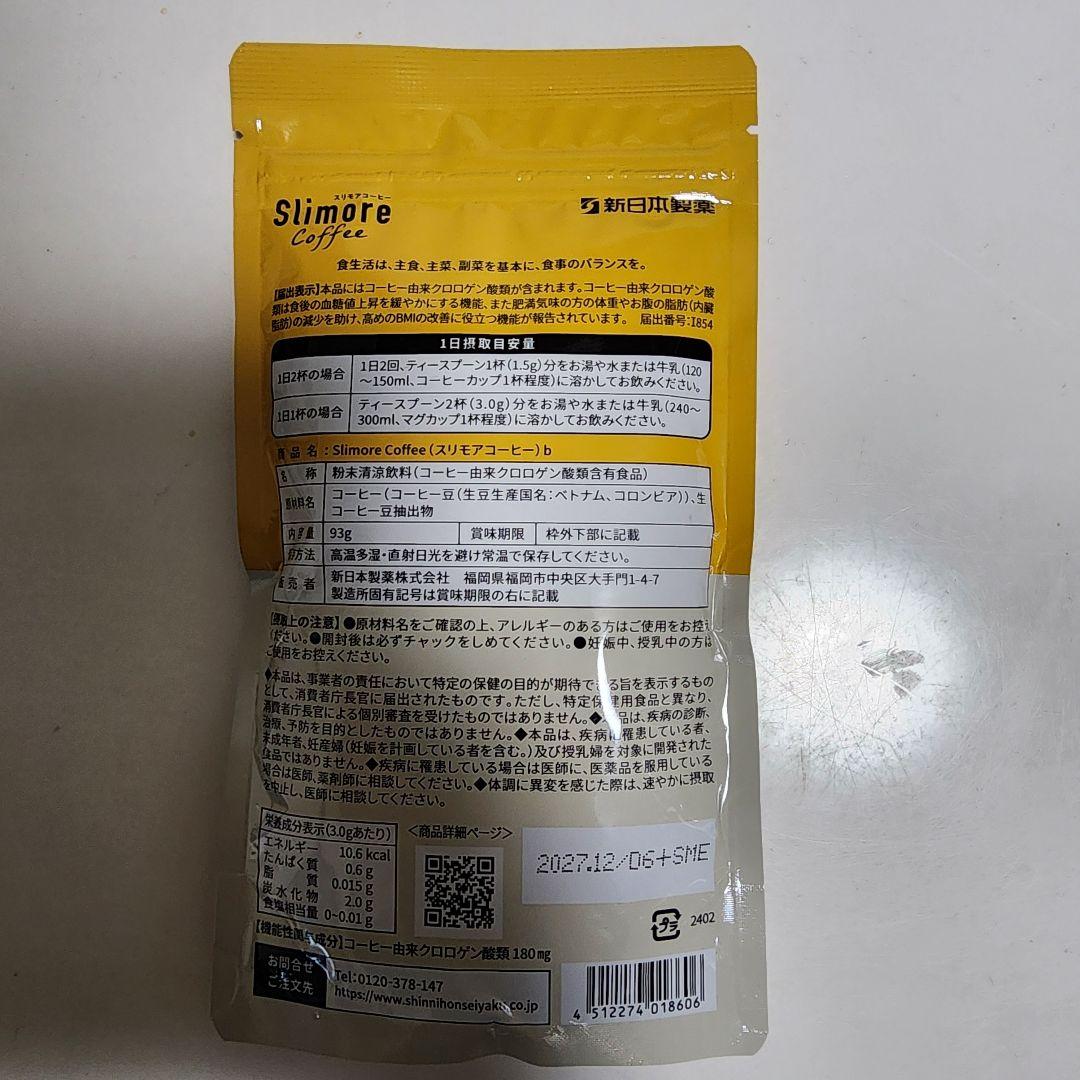 スリモアコーヒー
Slimore
Coffee
新日本製薬
食生活は、主食、主菜、副菜を基本に、食事のバランスを。
【届出表示】本品にはコーヒー由来クロロゲン酸類が含まれます。コーヒー由来クロロゲン酸
類は食後の血糖値上昇を緩やかにする機能、また肥満気味の方の体重やお腹の脂肪(内臓
脂肪)の減少を助け、高めのBMIの改善に役立つ機能が報告されています。 届出番号:I854
1日摂取目安量
1日2杯の場合 1日2回、ティースプーン1杯(1.5g)分をお湯や水または牛乳(120
～150ml、コーヒーカップ1杯程度)に溶かしてお飲みください。
1日1杯の場合 ティースプーン2杯(3.0g)分をお湯や水または牛乳(240～
300ml、マグカップ1杯程度)に溶かしてお飲みください。
商品名:Slimore Coffee(スリモアコーヒー)b
名称 粉末清涼飲料(コーヒー由来クロロゲン酸類含有食品)
原材料名 コーヒー(コーヒー豆(生豆生産国名:ベトナム、コロンビア))、生
コーヒー豆抽出物
内容量 93g 賞味期限 枠外下部に記載
方法 高温多湿・直射日光を避け常温で保存してください。
販売者 新日本製薬株式会社 福岡県福岡市中央区大手門1-4-7
製造所固有記号は賞味期限の右に記載
【摂取上の注意】●原材料名をご確認の上、アレルギーのある方はご使用をお控え
ください。●開封後は必ずチャックをしめてください。●妊娠中、授乳中の方は
ご使用をお控えください。
◆本品は、事業者の責任において特定の保健の目的が期待できる旨を表示するもの
として、消費者庁長官に届出されたものです。ただし、特定保健用食品と異なり、
消費者庁長官による個別審査を受けたものではありません。◆本品は、疾病の診断、
治療、予防を目的としたものではありません。◆本品は、疾病に罹患している者、
未成年者、妊産婦(妊娠を計画している者を含む。)及び授乳婦を対象に開発された
食品ではありません。◆疾病に罹患している場合は医師に、医薬品を服用している
場合は医師、薬剤師に相談してください。◆体調に異変を感じた際は、速やかに摂取
を中止し、医師に相談してください。
栄養成分表示(3.0gあたり)
エネルギー 10.6 kcal
たんぱく質 0.6 g
脂質 0.015 g
炭水化物 2.0 g
食塩相当量 0~0.01 g
＜商品詳細ページ＞
2027.12/D6+SME
プラ
2402
【機能性関与成分】コーヒー由来クロロゲン酸類 180mg
お問合せ
ご注文先
Tel:0120-378-147
https://www.shinnihonseiyaku.co.jp
4 512274 018606